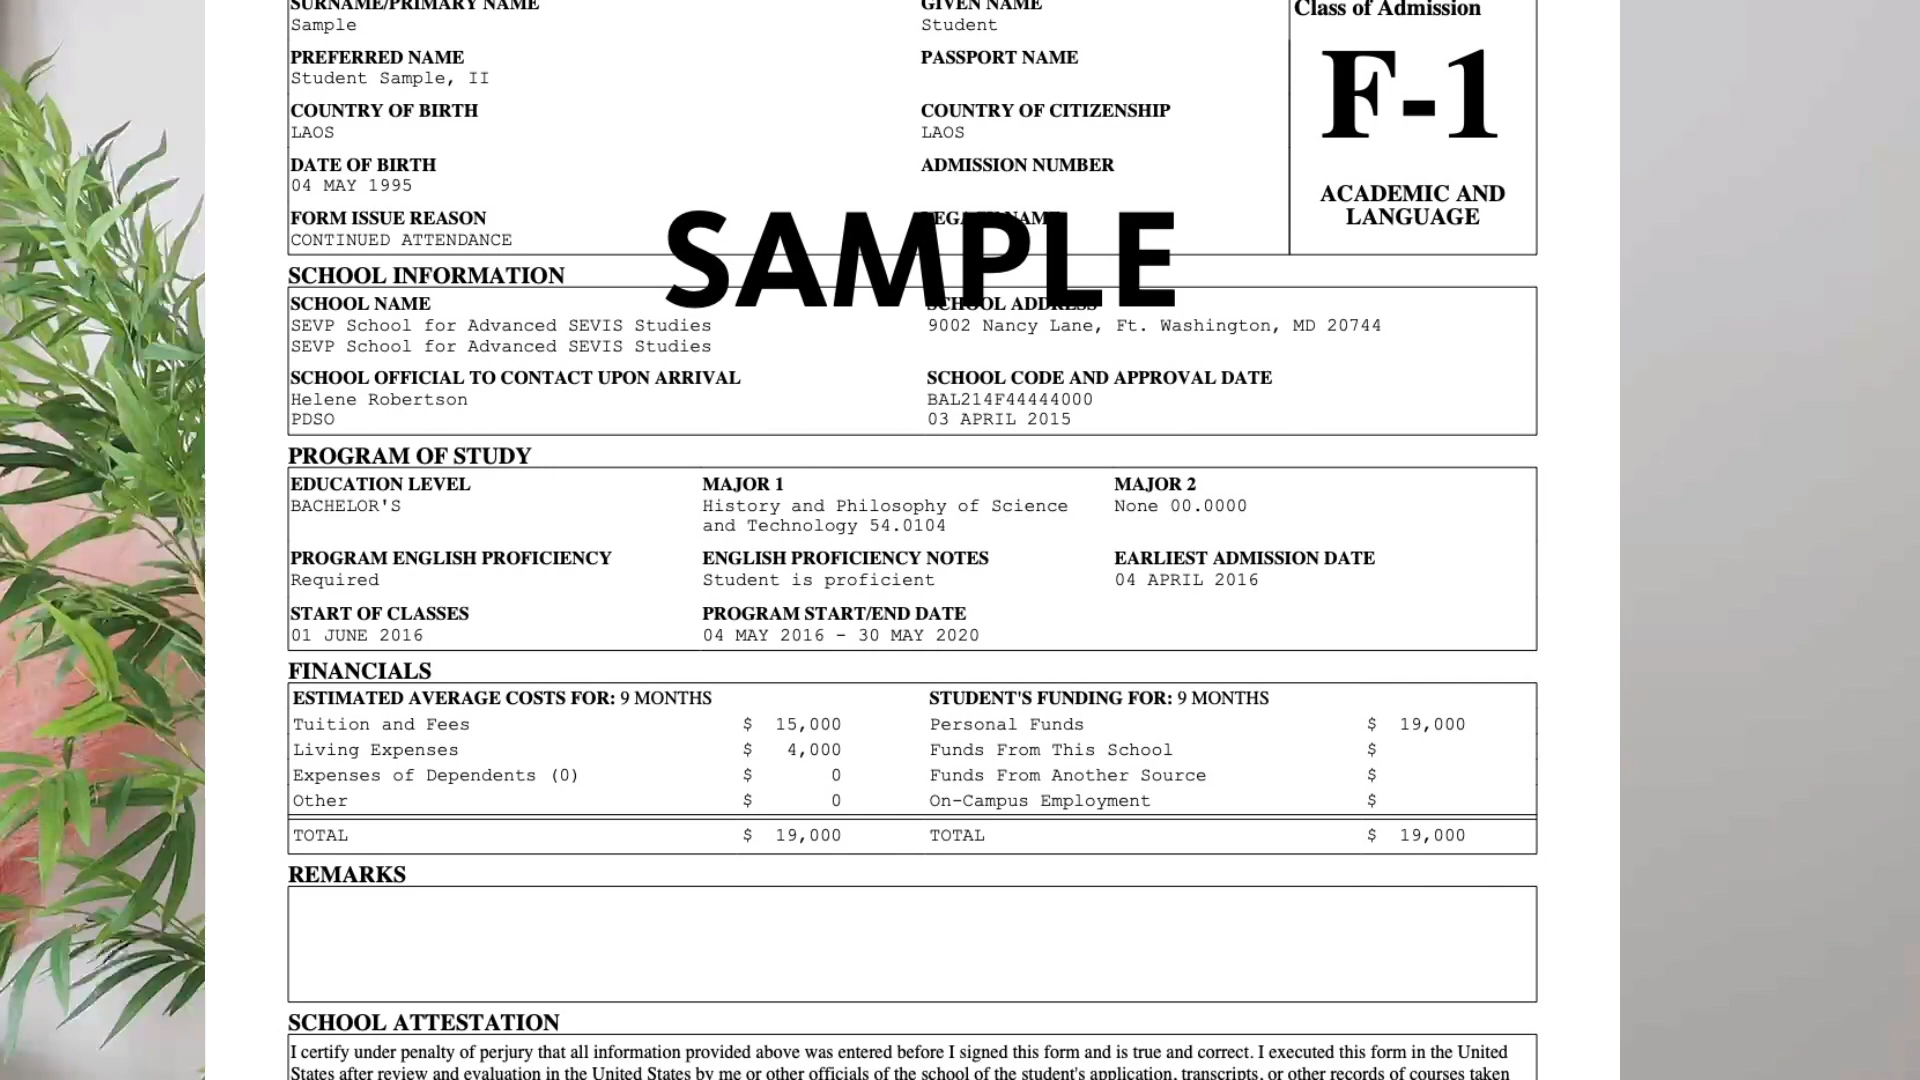 SURNAME/PRIMARY NAME GIVEN NAME Class of Admission
Sample Student
F-1
PREFERRED NAME PASSPORT NAME
Student Sample, II
COUNTRY OF BIRTH COUNTRY OF CITIZENSHIP
LAOS LAOS
DATE OF BIRTH ADMISSION NUMBER
04 MAY 1995
ACADEMIC AND
LANGUAGE
FORM ISSUE REASON
CONTINUED ATTENDANCE
SAMPLE
SCHOOL INFORMATION
SCHOOL NAME SCHOOL ADDRESS
SEVP School for Advanced SEVIS Studies 9002 Nancy Lane, Ft. Washington, MD 20744
SEVP School for Advanced SEVIS Studies
SCHOOL OFFICIAL TO CONTACT UPON ARRIVAL SCHOOL CODE AND APPROVAL DATE
Helene Robertson BAL214F44444000
PDSO 03 APRIL 2015
PROGRAM OF STUDY
EDUCATION LEVEL MAJOR 1 MAJOR 2
BACHELOR'S History and Philosophy of Science None 00.0000
and Technology 54.0104
PROGRAM ENGLISH PROFICIENCY ENGLISH PROFICIENCY NOTES EARLIEST ADMISSION DATE
Required Student is proficient 04 APRIL 2016
START OF CLASSES PROGRAM START/END DATE
01 JUNE 2016 04 MAY 2016 - 30 MAY 2020
FINANCIALS
ESTIMATED AVERAGE COSTS FOR: 9 MONTHS STUDENT'S FUNDING FOR: 9 MONTHS
Tuition and Fees $ 15,000 Personal Funds $ 19,000
Living Expenses $ 4,000 Funds From This School $
Expenses of Dependents (0) $ 0 Funds From Another Source $
Other $ 0 On-Campus Employment $
TOTAL $ 19,000 TOTAL $ 19,000
REMARKS
SCHOOL ATTESTATION
I certify under penalty of perjury that all information provided above was entered before I signed this form and is true and correct. I executed this form in the United
States after review and evaluation in the United States by me or other officials of the school of the student's application, transcripts, or other records of courses taken